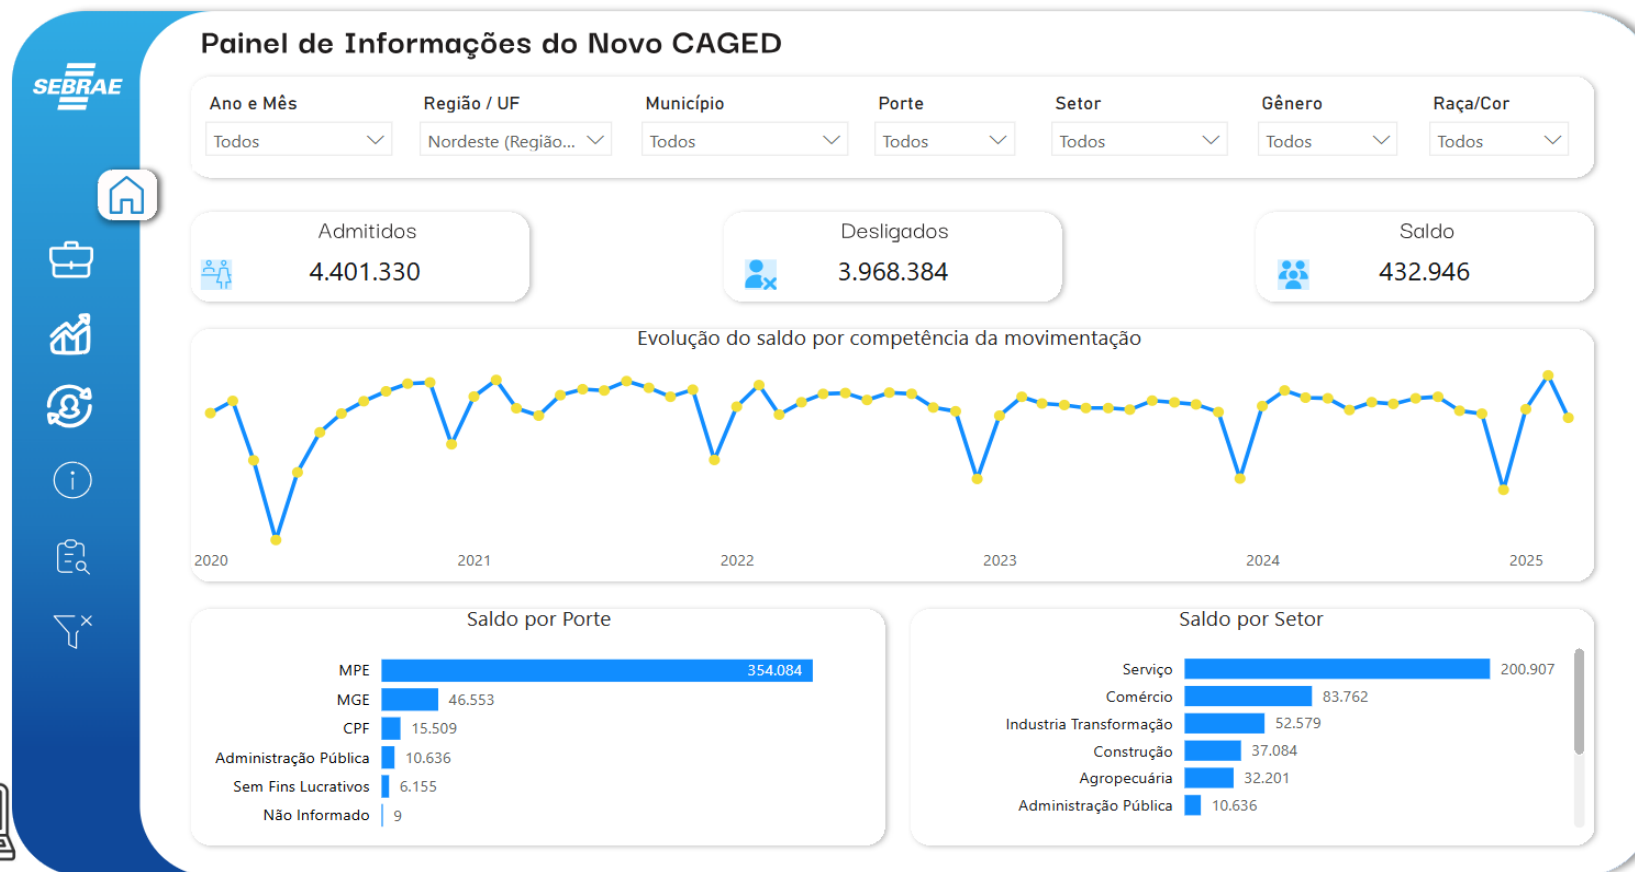 Painel de Informações do Novo CAGED
SEBRAE
Ano e Mês Região / UF Município Porte Setor Gênero Raça/Cor
Todos Nordeste (Região... Todos Todos Todos Todos Todos
Admitidos
4.401.330
Desligados
3.968.384
Saldo
432.946
Evolução do saldo por competência da movimentação
2020 2021 2022 2023 2024 2025
Saldo por Porte
MPE 354.084
MGE 46.553
CPF 15.509
Administração Pública 10.636
Sem Fins Lucrativos 6.155
Não Informado 9
Saldo por Setor
Serviço 200.907
Comércio 83.762
Industria Transformação 52.579
Construção 37.084
Agropecuária 32.201
Administração Pública 10.636